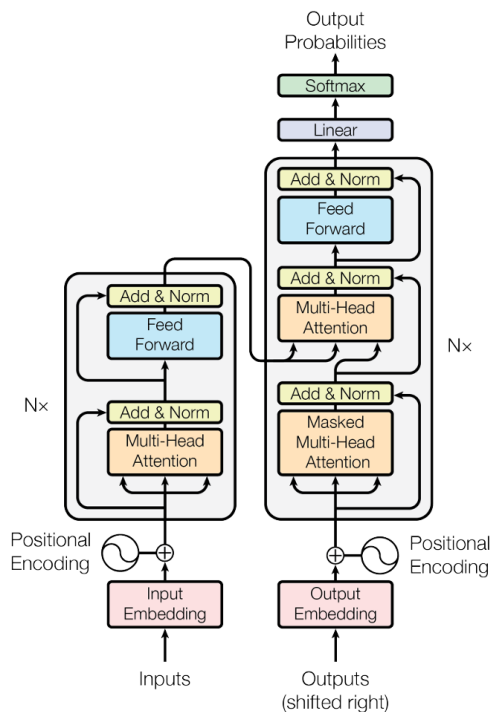 Output
Probabilities
Softmax
Linear
Add & Norm
Feed
Forward
Add & Norm
Multi-Head
Attention
Add & Norm
Masked
Multi-Head
Attention
Nx
Add & Norm
Feed
Forward
Add & Norm
Multi-Head
Attention
Nx
Positional
Encoding
Positional
Encoding
Input
Embedding
Output
Embedding
Inputs
Outputs
(shifted right)